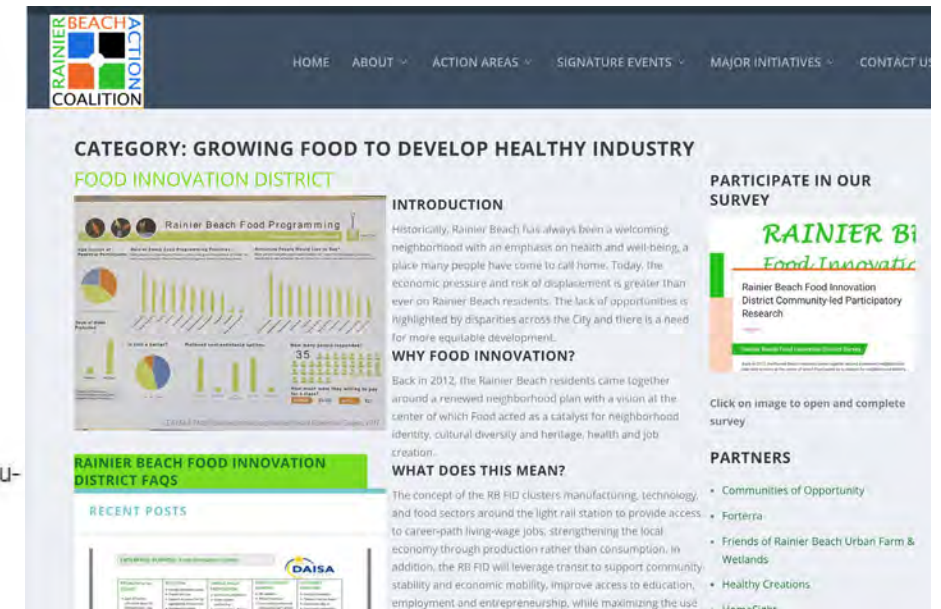 RAINIER
BEACH
ACTION
COALITION
HOME ABOUT ACTION AREAS SIGNATURE EVENTS MAJOR INITIATIVES CONTACT US
CATEGORY: GROWING FOOD TO DEVELOP HEALTHY INDUSTRY
FOOD INNOVATION DISTRICT
Rainier Beach Food Programming
35
INTRODUCTION
Historically, Rainier Beach has always been a welcoming
neighborhood with an emphasis on health and well-being, a
place many people have come to call home. Today, the
economic pressure and risk of displacement is greater than
ever on Rainier Beach residents. The lack of opportunities is
highlighted by disparities across the City and there is a need
for more equitable development.
WHY FOOD INNOVATION?
Back in 2012, the Rainier Beach residents came together
around a renewed neighborhood plan with a vision at the
center of which Food acted as a catalyst for neighborhood
identity, cultural diversity and heritage, health and job
creation.
WHAT DOES THIS MEAN?
The concept of the RB FID clusters manufacturing, technology,
and food sectors around the light rail station to provide access
to career-path living-wage jobs, strengthening the local
economy through production rather than consumption. In
addition, the RB FID will leverage transit to support community
stability and economic mobility, improve access to education,
employment and entrepreneurship, while maximizing the use
RAINIER BEACH FOOD INNOVATION
DISTRICT FAQS
u-
RECENT POSTS
DAISA
PARTICIPATE IN OUR
SURVEY
RAINIER BE
Food Innovatio
Rainier Beach Food Innovation
District Community-led Participatory
Research
Click on image to open and complete
survey
PARTNERS
• Communities of Opportunity
• Forterra
• Friends of Rainier Beach Urban Farm &
Wetlands
• Healthy Creations
• HomeSight